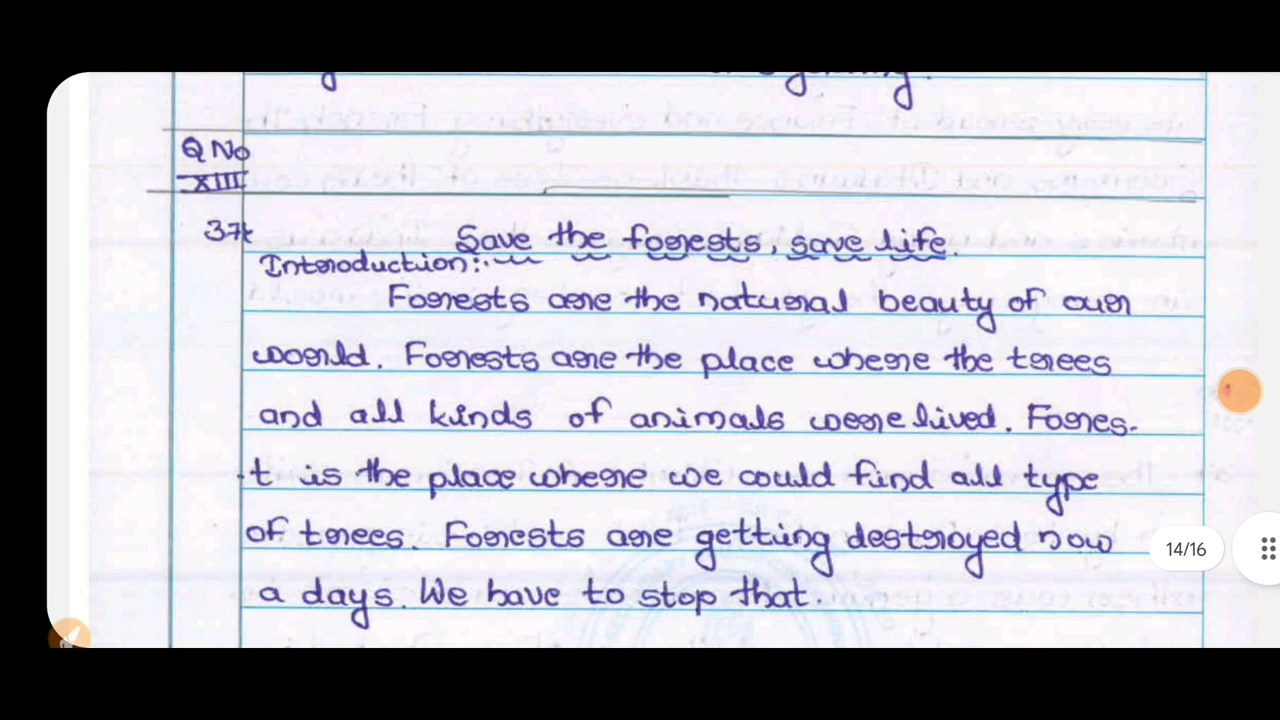 Q No
XIII
37k
Save the forests, save life.
Introduction:-
Forests are the natural beauty of our
world. Forests are the place where the trees
and all kinds of animals were lived. Fores-
t is the place where we could find all type
of trees. Forests are getting destroyed now
a days. We have to stop that.
14/16